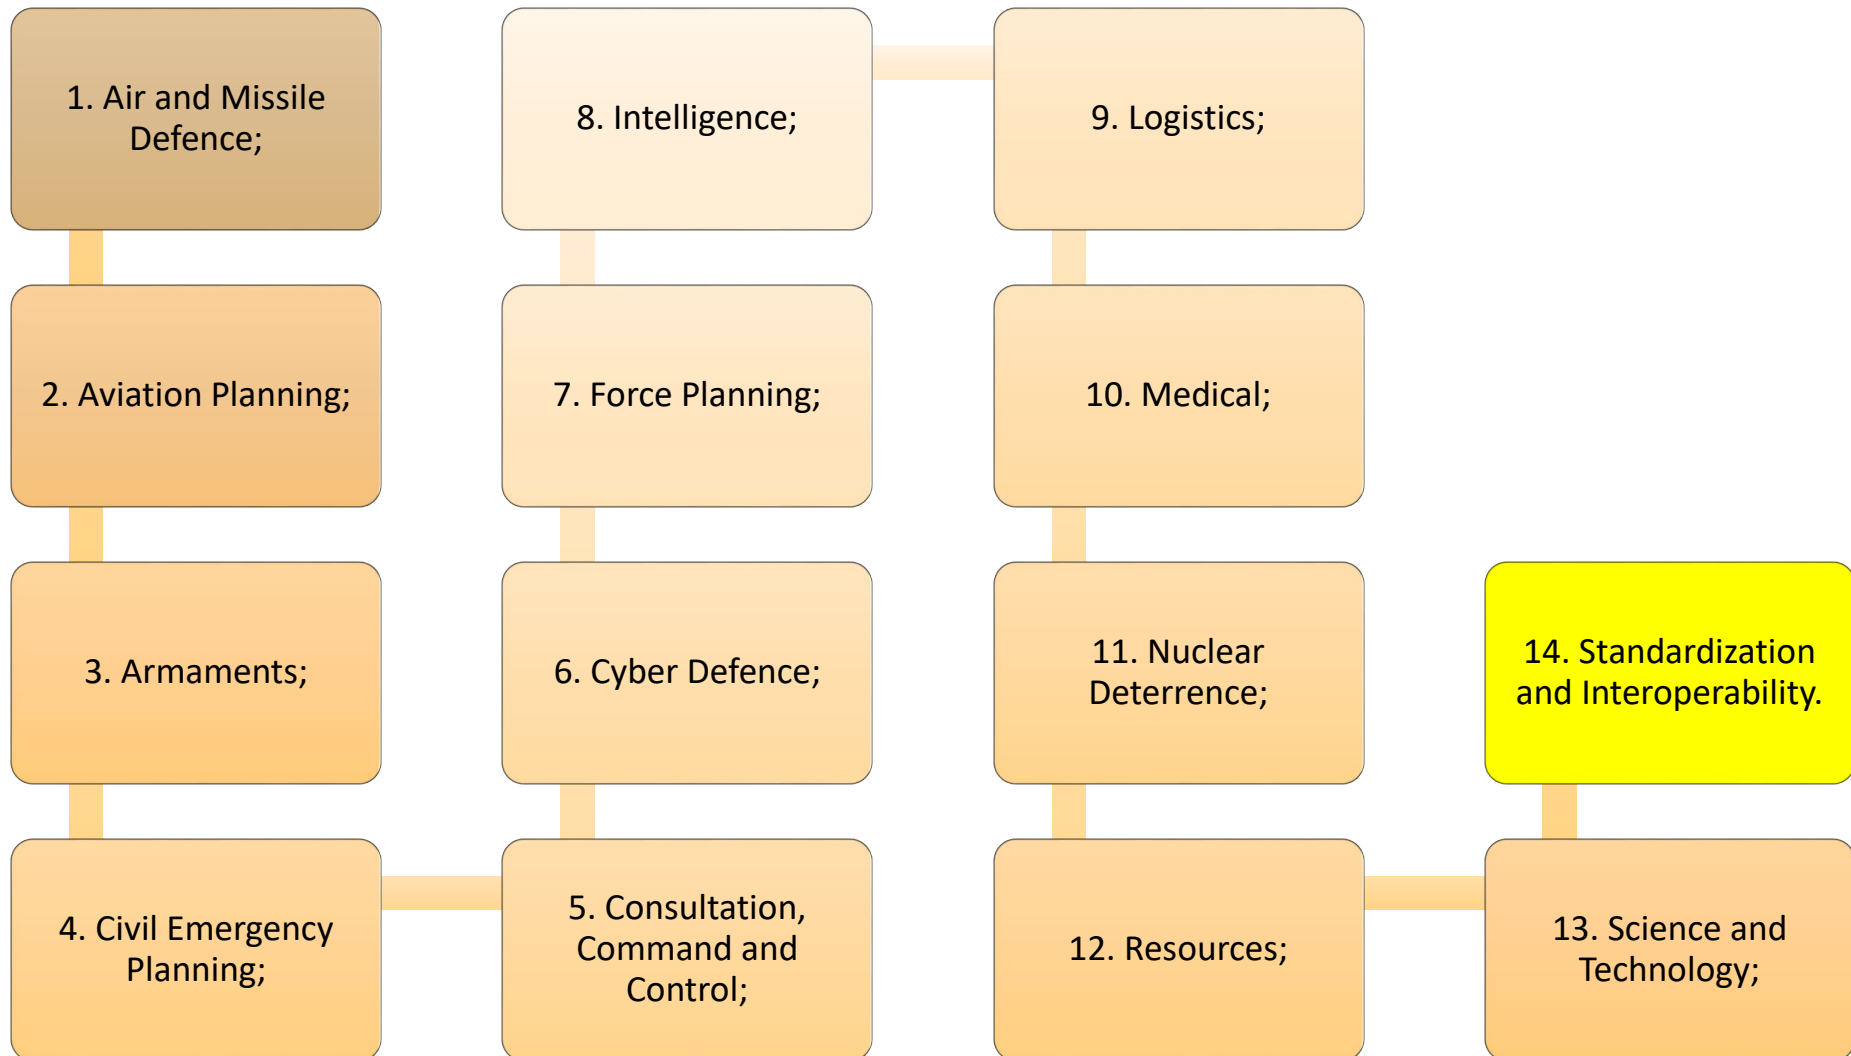 1. Air and Missile
Defence;
2. Aviation Planning;
3. Armaments;
4. Civil Emergency
Planning;
5. Consultation,
Command and
Control;
6. Cyber Defence;
7. Force Planning;
8. Intelligence;
9. Logistics;
10. Medical;
11. Nuclear
Deterrence;
12. Resources;
13. Science and
Technology;
14. Standardization
and Interoperability.